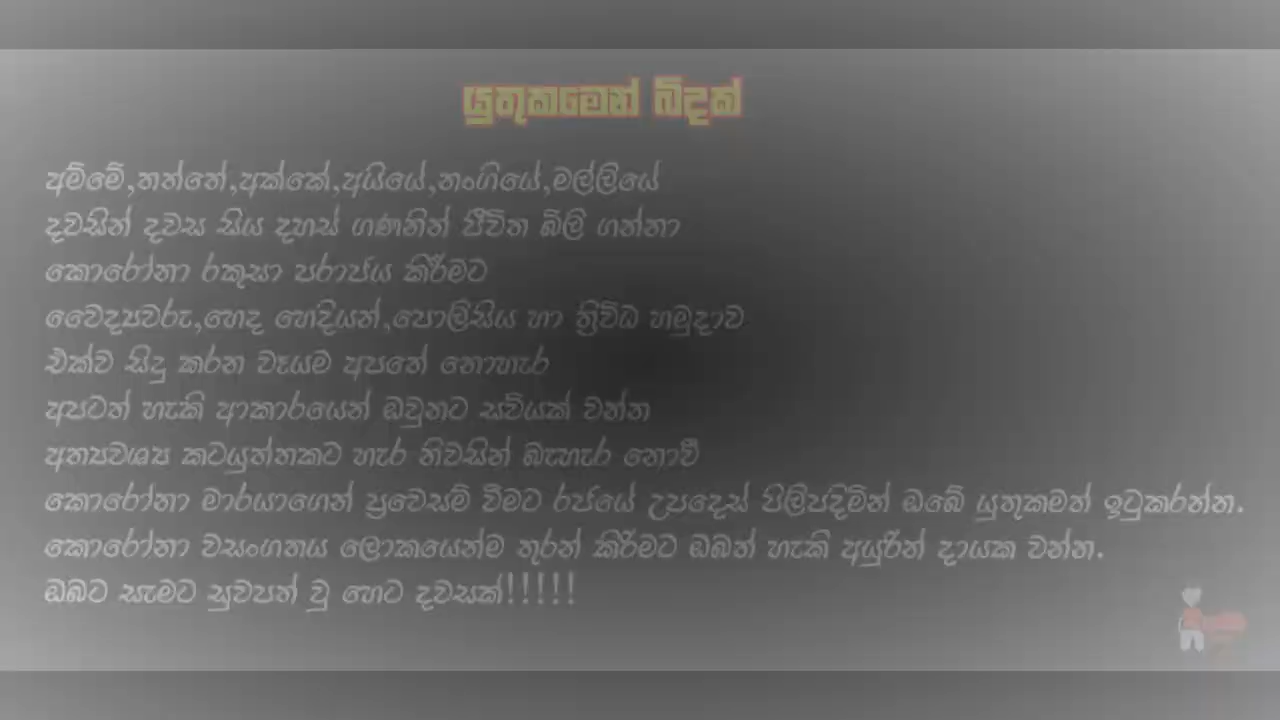 යුතුකමෙන් බිදක්
අම්මේ,තත්තේ,අක්කේ,අයියේ,නංගියේ,මල්ලියේ
දවසින් දවස සිය දහස් ගණනින් ජීවිත බිලි ගන්නා
කොරෝනා රකුසා පරාජය කිරීමට
වෛද්‍යවරු,හෙද හෙදියන්,පොලිසිය හා ත්‍රිවිධ හමුදාව
එක්ව සිදු කරන වෑයම අපතේ නොහැර
අපටත් හැකි ආකාරයෙන් ඔවුනට සවියක් වන්න
අත්‍යවශ්‍ය කටයුත්තකට හැර නිවසින් බැහැර නොවී
කොරෝනා මාරයාගෙන් ප්‍රවෙසම් වීමට රජයේ උපදෙස් පිලිපදිමින් ඔබේ යුතුකමත් ඉටුකරන්න.
කොරෝනා වසංගතය ලොකයෙන්ම තුරන් කිරීමට ඔබත් හැකි අයුරින් දායක වන්න.
ඔබට සැමට සුවපත් වූ හෙට දවසක්!!!!!